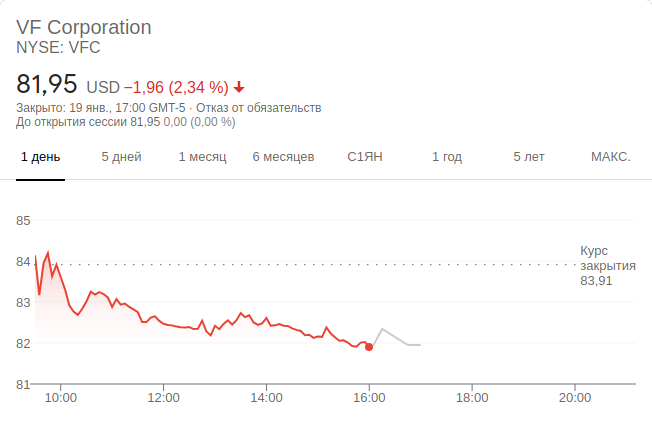 VF Corporation
NYSE: VFC
81,95 USD −1,96 (2,34 %)
Закрыто: 19 янв., 17:00 GMT-5 · Отказ от обязательств
До открытия сессии 81,95 0,00 (0,00 %)
1 день 5 дней 1 месяц 6 месяцев С1ЯН 1 год 5 лет МАКС.
85
84
83
82
81
Курс
закрытия
83,91
10:00 12:00 14:00 16:00 18:00 20:00